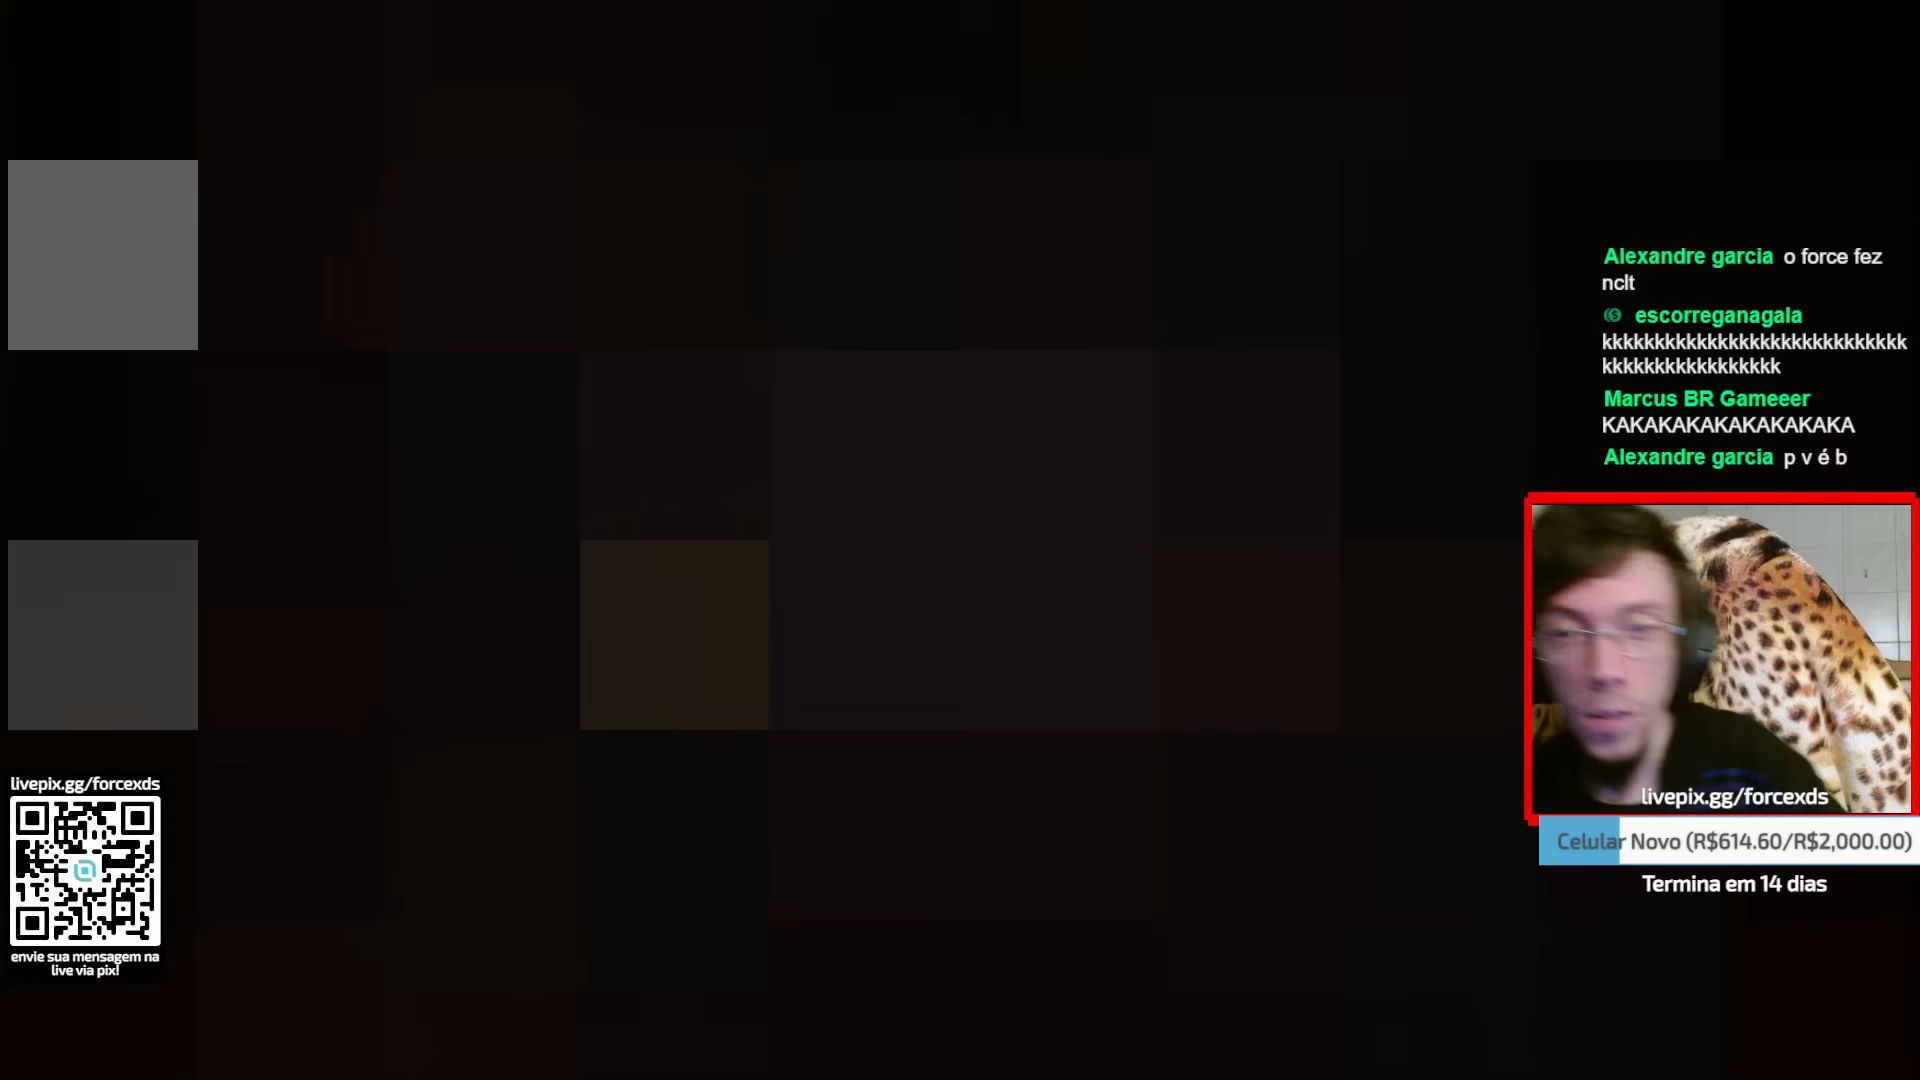 Alexandre garcia o force fez
nclt
escorreganagala
kkkkkkkkkkkkkkkkkkkkkkkkkkkkk
kkkkkkkkkkkkkkkkk
Marcus BR Gameeer
KAKAKAKAKAKAKAKAKA
Alexandre garcia p v é b
livepix.gg/forcexds
Celular Novo (R$614.60/R$2,000.00)
Termina em 14 dias
livepix.gg/forcexds
envie sua mensagem na
live via pix!